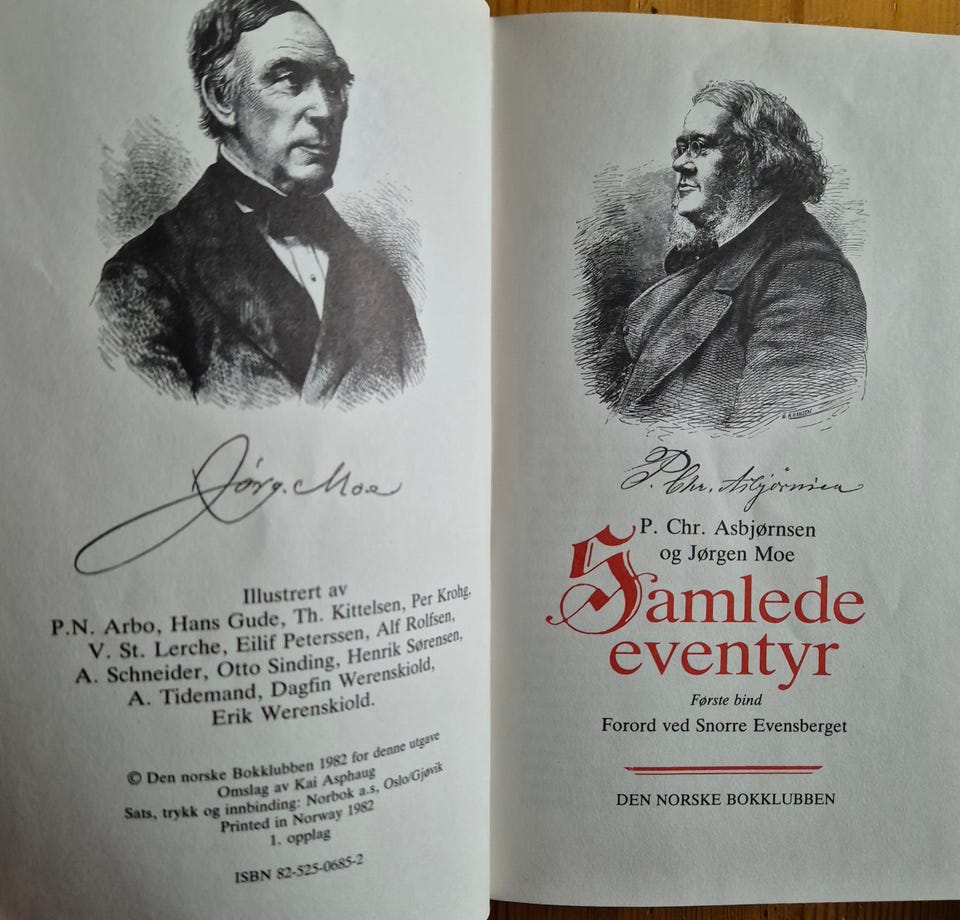 Jørg. Moe
Illustrert av
P.N. Arbo, Hans Gude, Th. Kittelsen, Per Krohg,
V. St. Lerche, Eilif Peterssen, Alf Rolfsen,
A. Schneider, Otto Sinding, Henrik Sørensen,
A. Tidemand, Dagfin Werenskiold,
Erik Werenskiold.
© Den norske Bokklubben 1982 for denne utgave
Omslag av Kai Asphaug
Sats, trykk og innbinding: Norbok a.s, Oslo/Gjøvik
Printed in Norway 1982
1. opplag
ISBN 82-525-0685-2
P. Chr. Asbjørnsen
P. Chr. Asbjørnsen
og Jørgen Moe
Samlede
eventyr
Første bind
Forord ved Snorre Evensberget
DEN NORSKE BOKKLUBBEN